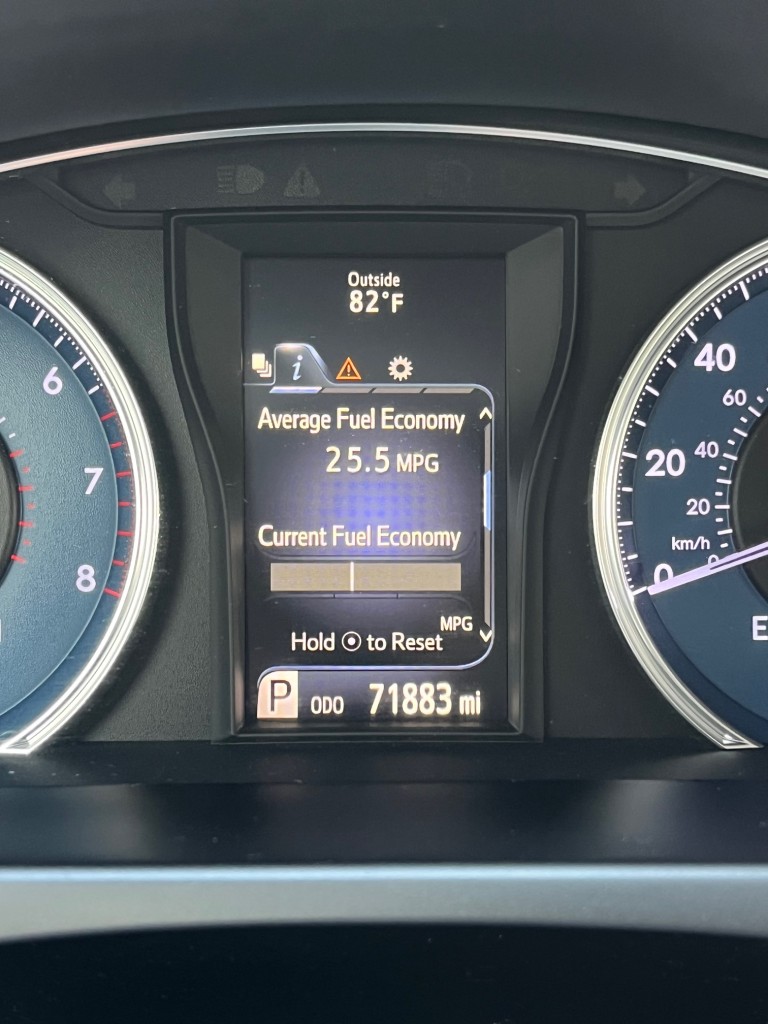 Outside
82°F
i
Average Fuel Economy
25.5 MPG
Current Fuel Economy
MPG
Hold ⦿ to Reset
P ODO 71883 mi
6
7
8
40
60
20 40
20
km/h
0 0
E